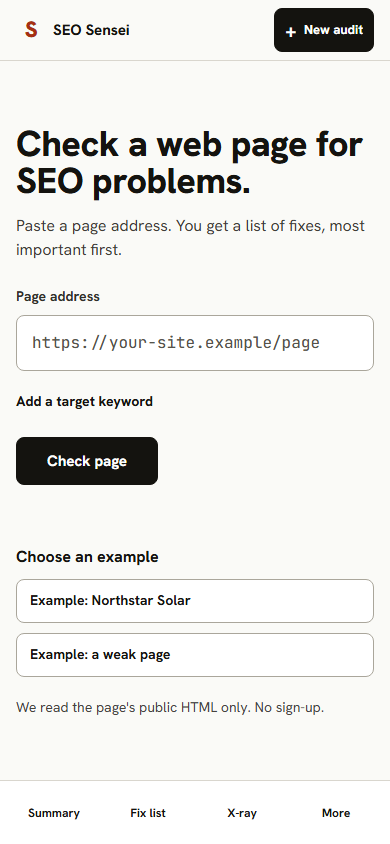 S SEO Sensei
+ New audit
Check a web page for
SEO problems.
Paste a page address. You get a list of fixes, most
important first.
Page address
https://your-site.example/page
Add a target keyword
Check page
Choose an example
Example: Northstar Solar
Example: a weak page
We read the page's public HTML only. No sign-up.
Summary Fix list X-ray More